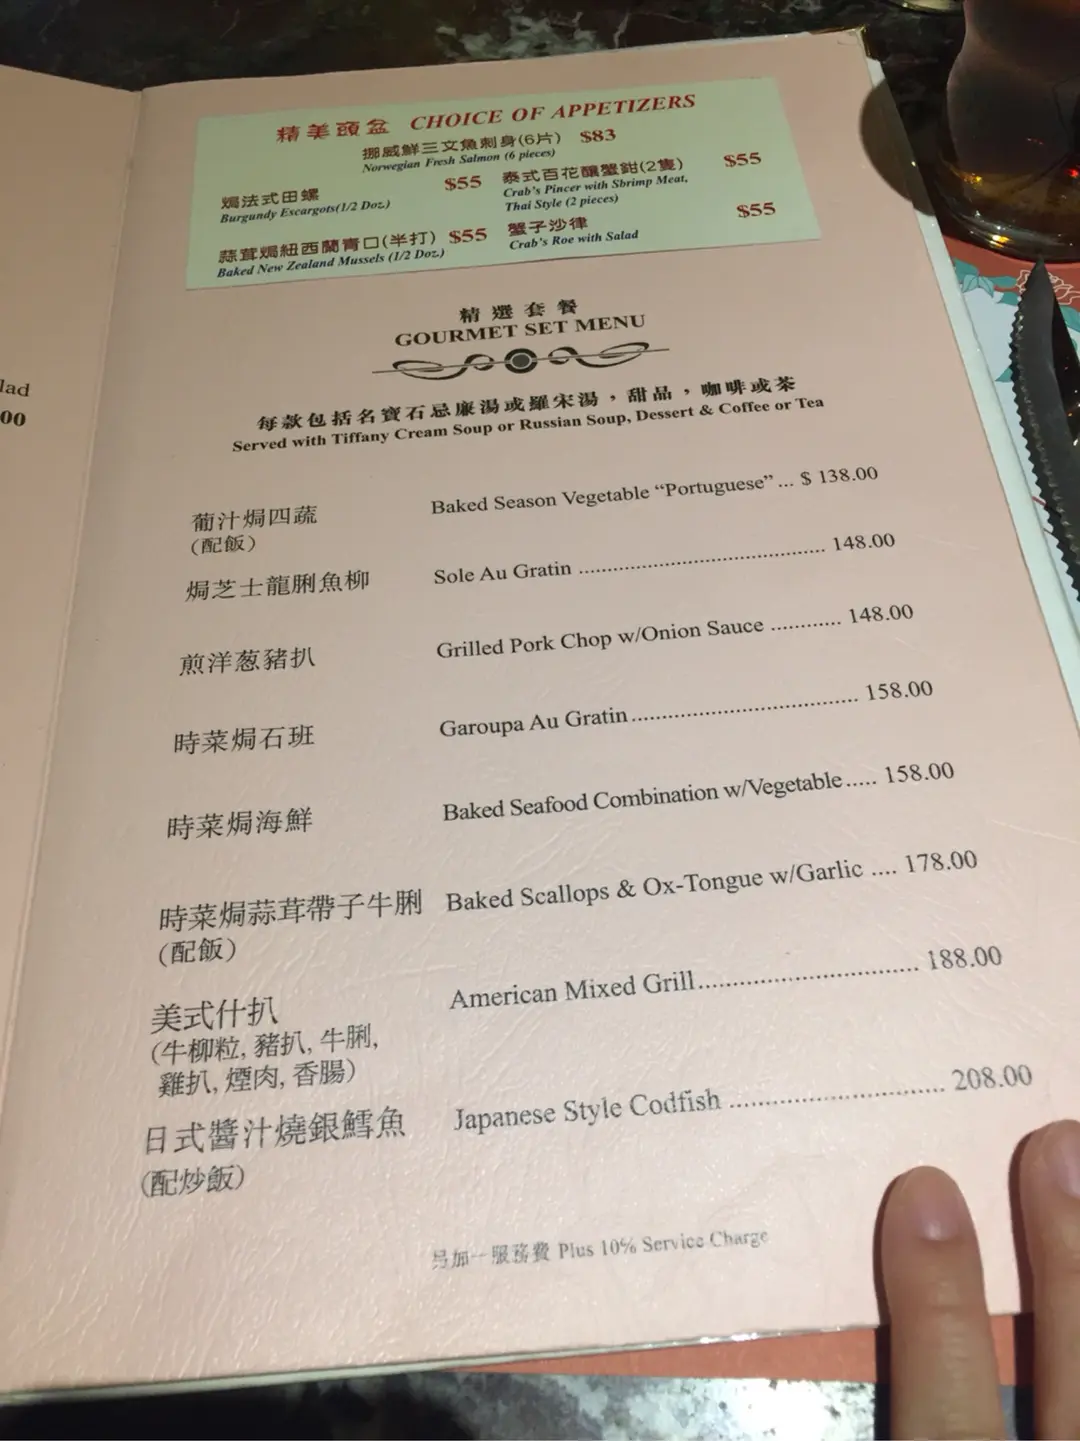 lad
00
精美頭盆 CHOICE OF APPETIZERS
挪威鮮三文魚刺身(6片) $83
Norwegian Fresh Salmon (6 pieces)
焗法式田螺 $55
Burgundy Escargots(1/2 Doz.)
泰式百花釀蟹鉗(2隻) $55
Crab's Pincer with Shrimp Meat,
Thai Style (2 pieces)
蒜茸焗紐西蘭青口(半打) $55
Baked New Zealand Mussels (1/2 Doz.)
蟹子沙律 $55
Crab's Roe with Salad
精選套餐
GOURMET SET MENU
每款包括名寶石忌廉湯或羅宋湯，甜品，咖啡或茶
Served with Tiffany Cream Soup or Russian Soup, Dessert & Coffee or Tea
葡汁焗四蔬 Baked Season Vegetable “Portuguese” ... $ 138.00
(配飯)
焗芝士龍脷魚柳 Sole Au Gratin ........................................ 148.00
煎洋葱豬扒 Grilled Pork Chop w/Onion Sauce ............ 148.00
時菜焗石班 Garoupa Au Gratin ..................................... 158.00
時菜焗海鮮 Baked Seafood Combination w/Vegetable ..... 158.00
時菜焗蒜茸帶子牛脷 Baked Scallops & Ox-Tongue w/Garlic .... 178.00
(配飯)
美式什扒 American Mixed Grill ..................................... 188.00
(牛柳粒, 豬扒, 牛脷,
雞扒, 煙肉, 香腸)
日式醬汁燒銀鱈魚 Japanese Style Codfish .................................. 208.00
(配炒飯)
另加一服務費 Plus 10% Service Charge